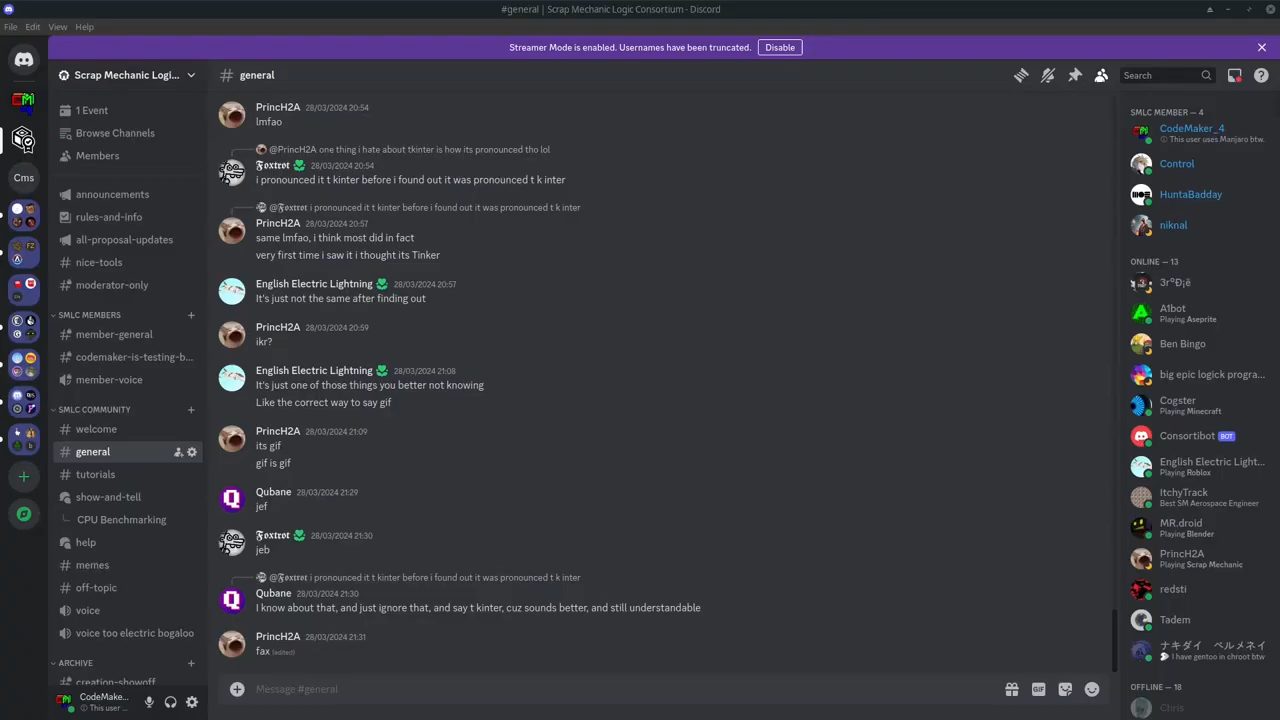 #general | Scrap Mechanic Logic Consortium - Discord
File Edit View Help
Streamer Mode is enabled. Usernames have been truncated. Disable
Scrap Mechanic Logi...
# general
Search
1 Event
Browse Channels
Members
Cms
announcements
rules-and-info
all-proposal-updates
nice-tools
moderator-only
SMLC MEMBERS
member-general
codemaker-is-testing-b...
member-voice
SMLC COMMUNITY
welcome
general
tutorials
show-and-tell
CPU Benchmarking
help
memes
off-topic
voice
voice too electric bogaloo
ARCHIVE
creation-showoff
CodeMake...
This user ...
PrincH2A 28/03/2024 20:54
lmfao
@PrincH2A one thing i hate about tkinter is how its pronounced tho lol
𝕱𝖔𝖝𝖙𝖗𝖔𝖙 28/03/2024 20:54
i pronounced it t kinter before i found out it was pronounced t k inter
@𝕱𝖔𝖝𝖙𝖗𝖔𝖙 i pronounced it t kinter before i found out it was pronounced t k inter
PrincH2A 28/03/2024 20:57
same lmfao, i think most did in fact
very first time i saw it i thought its Tinker
English Electric Lightning 28/03/2024 20:57
It's just not the same after finding out
PrincH2A 28/03/2024 20:59
ikr?
English Electric Lightning 28/03/2024 21:08
It's just one of those things you better not knowing
Like the correct way to say gif
PrincH2A 28/03/2024 21:09
its gif
gif is gif
Qubane 28/03/2024 21:29
jef
𝕱𝖔𝖝𝖙𝖗𝖔𝖙 28/03/2024 21:30
jeb
@𝕱𝖔𝖝𝖙𝖗𝖔𝖙 i pronounced it t kinter before i found out it was pronounced t k inter
Qubane 28/03/2024 21:30
I know about that, and just ignore that, and say t kinter, cuz sounds better, and still understandable
PrincH2A 28/03/2024 21:31
fax (edited)
Message #general
GIF
SMLC MEMBER — 4
CodeMaker_4
This user uses Manjaro btw.
Control
HuntaBadday
niknal
ONLINE — 13
A1bot
Playing Aseprite
Ben Bingo
big epic logick progra...
Cogster
Playing Minecraft
Consortibot BOT
English Electric Light...
Playing Roblox
ItchyTrack
Best SM Aerospace Engineer
MR.droid
Playing Blender
PrincH2A
Playing Scrap Mechanic
redsti
Tadem
ナキダイ ベルメネイ
I have gentoo in chroot btw
OFFLINE — 18
Chris